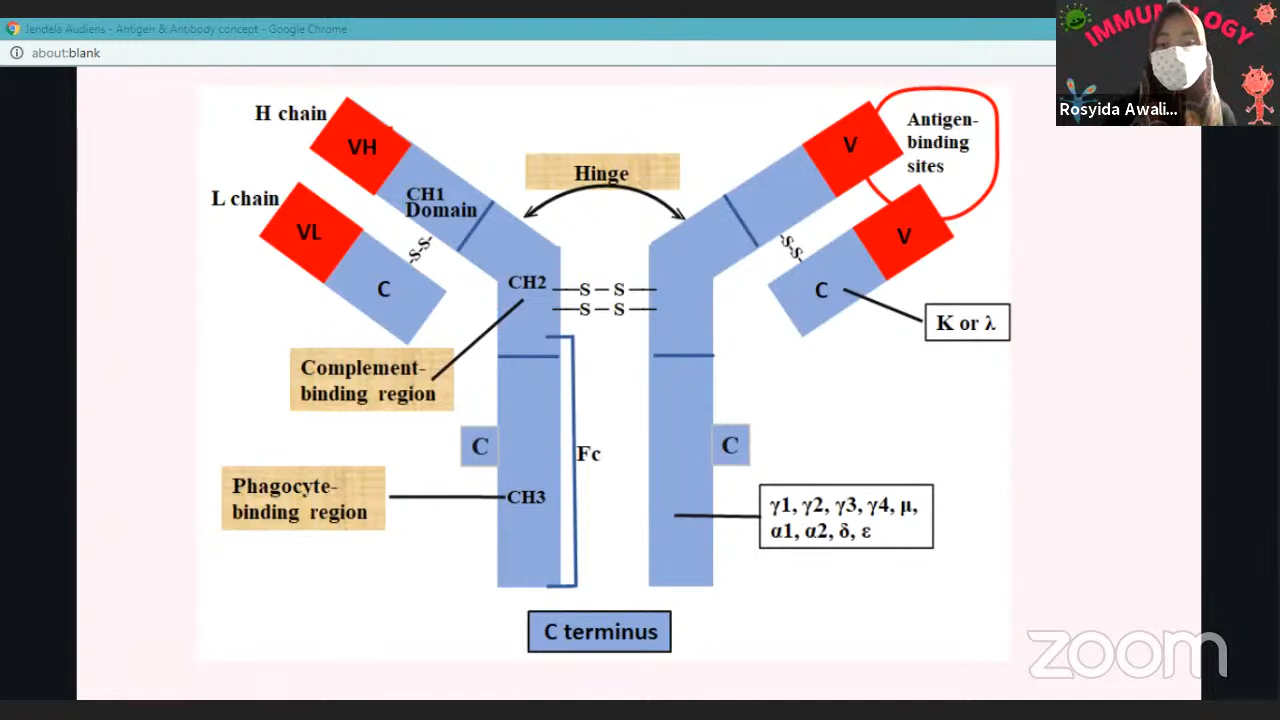 Jendela Audiens - Antigen & Antibody concept - Google Chrome
about:blank
IMMUNOLOGY
Rosyida Awali...
H chain
VH
CH1
Domain
L chain
VL
C
-S-S-
Hinge
V
Antigen-
binding
sites
V
-S-S-
C
K or λ
CH2
S – S
S – S
Complement-
binding region
C
Fc
C
Phagocyte-
binding region
CH3
γ1, γ2, γ3, γ4, μ,
α1, α2, δ, ε
C terminus
zoom